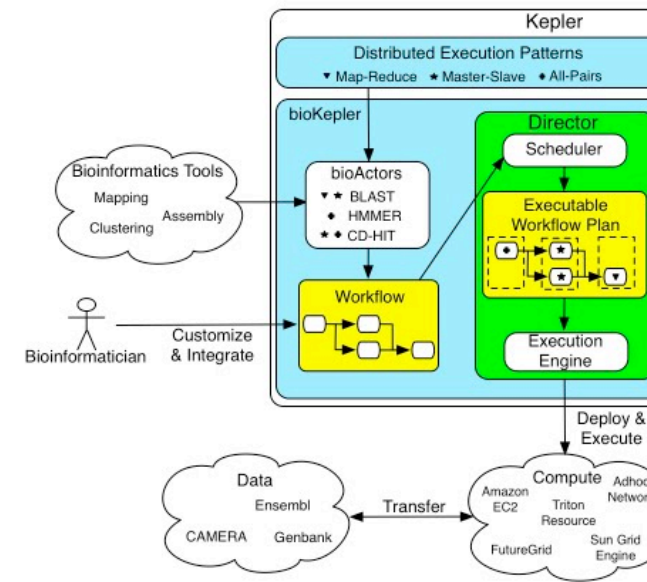 Kepler
Distributed Execution Patterns
Map-Reduce Master-Slave All-Pairs
bioKepler
Director
Scheduler
Bioinformatics Tools
Mapping
Assembly
Clustering
bioActors
BLAST
HMMER
CD-HIT
Executable
Workflow Plan
Workflow
Bioinformatician
Customize
& Integrate
Execution
Engine
Deploy &
Execute
Data
Ensembl
CAMERA Genbank
Transfer
Compute
Amazon
EC2
Adhoc
Network
Triton
Resource
FutureGrid
Sun Grid
Engine